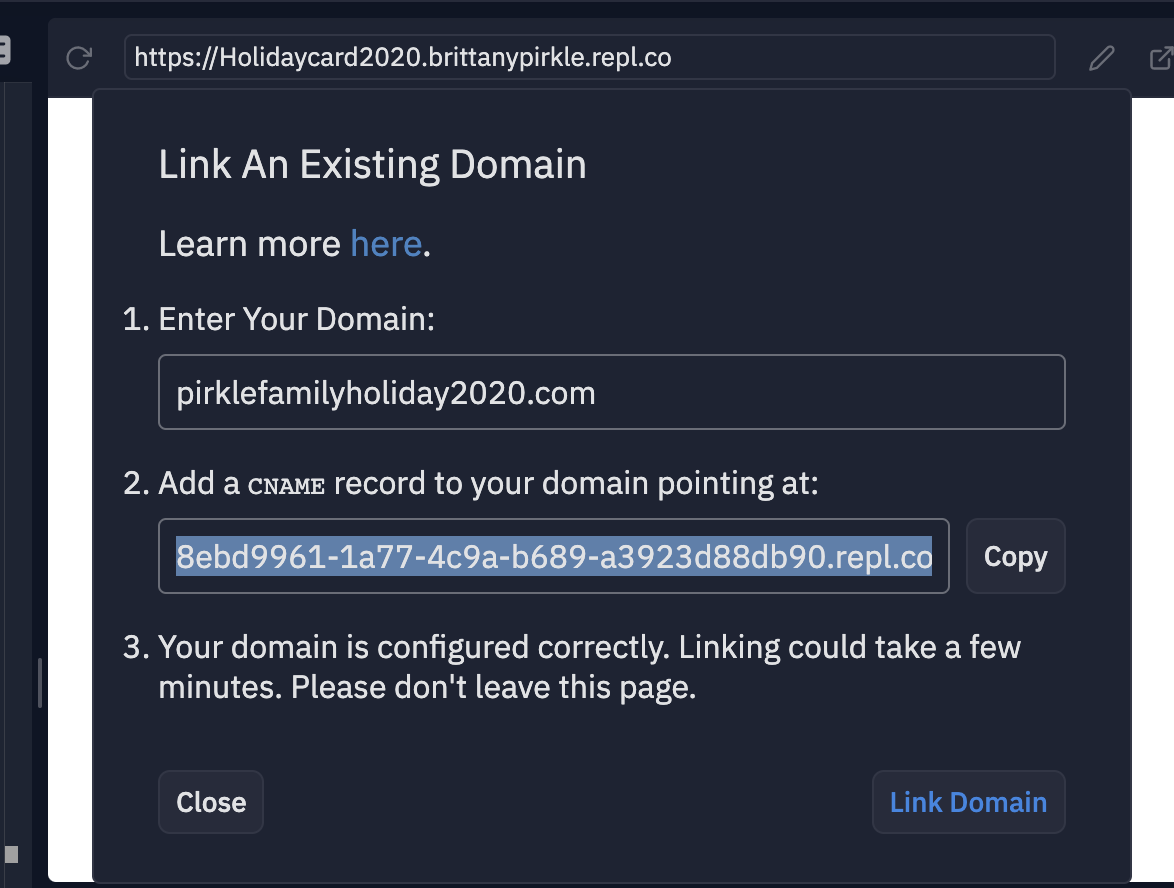 https://Holidaycard2020.brittanypirkle.repl.co
Link An Existing Domain
Learn more here.
1. Enter Your Domain:
pirklefamilyholiday2020.com
2. Add a CNAME record to your domain pointing at:
8ebd9961-1a77-4c9a-b689-a3923d88db90.repl.co
Copy
3. Your domain is configured correctly. Linking could take a few
minutes. Please don't leave this page.
Close
Link Domain